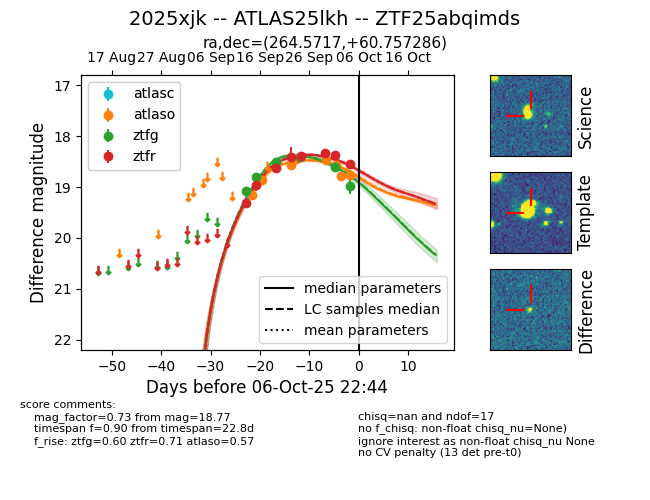 2025xjk -- ATLAS25lkh -- ZTF25abqimds
ra,dec=(264.5717,+60.757286)
17 Aug 27 Aug 06 Sep 16 Sep 26 Sep 06 Oct 16 Oct
atlasc
atlaso
ztfg
ztfr
17
18
19
20
21
22
Difference magnitude
median parameters
LC samples median
mean parameters
−50 −40 −30 −20 −10 0 10
Days before 06-Oct-25 22:44
Science
Template
Difference
score comments:
mag_factor=0.73 from mag=18.77
timespan f=0.90 from timespan=22.8d
f_rise: ztfg=0.60 ztfr=0.71 atlaso=0.57
chisq=nan and ndof=17
no f_chisq: non-float chisq_nu=None)
ignore interest as non-float chisq_nu None
no CV penalty (13 det pre-t0)